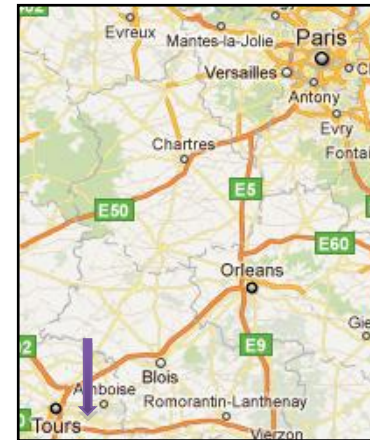 Evreux
Mantes-la-Jolie
Paris
Versailles
Antony
Evry
Chartres
E5
E50
E60
Orleans
E9
Blois
Amboise
Romorantin-Lanthenay
Tours
Vierzon